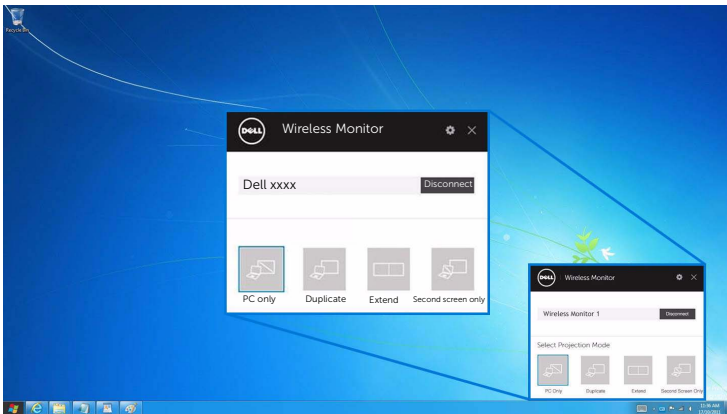 Recycle Bin
DELL
Wireless Monitor
Dell xxxx
Disconnect
PC only
Duplicate
Extend
Second screen only
DELL
Wireless Monitor
Wireless Monitor 1
Disconnect
Select Projection Mode
PC Only
Duplicate
Extend
Second Screen Only